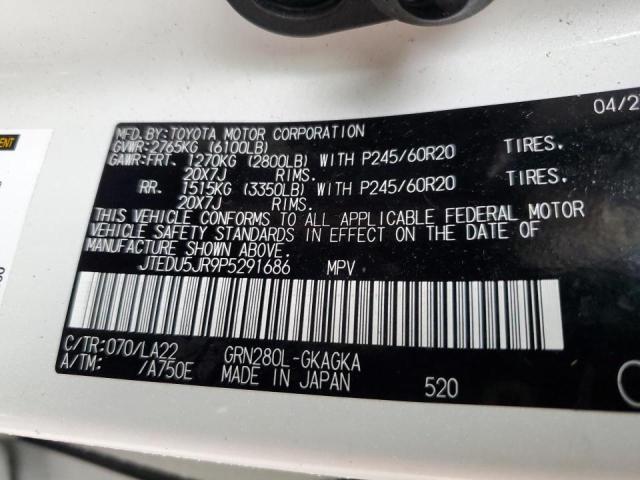 04/2
MFD. BY: TOYOTA MOTOR CORPORATION
GVWR: 2765KG (6100LB)
GAWR: FRT. 1270KG (2800LB) WITH P245/60R20 TIRES.
20X7J RIMS.
RR. 1515KG (3350LB) WITH P245/60R20 TIRES.
20X7J RIMS.
THIS VEHICLE CONFORMS TO ALL APPLICABLE FEDERAL MOTOR
VEHICLE SAFETY STANDARDS IN EFFECT ON THE DATE OF
MANUFACTURE SHOWN ABOVE.
JTEDU5JR9P5291686 MPV
C/TR: 070/LA22 GRN280L-GKAGKA
A/TM: /A750E MADE IN JAPAN 520